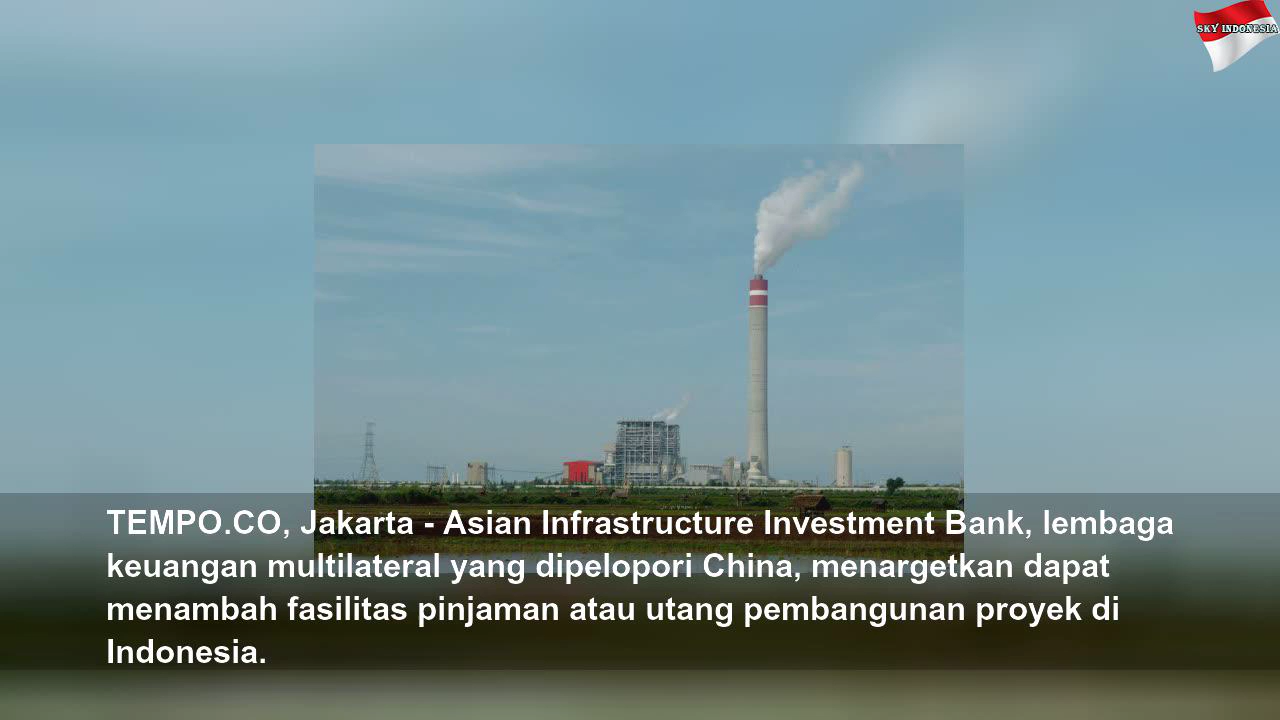 SKY INDONESIA
TEMPO.CO, Jakarta - Asian Infrastructure Investment Bank, lembaga
keuangan multilateral yang dipelopori China, menargetkan dapat
menambah fasilitas pinjaman atau utang pembangunan proyek di
Indonesia.